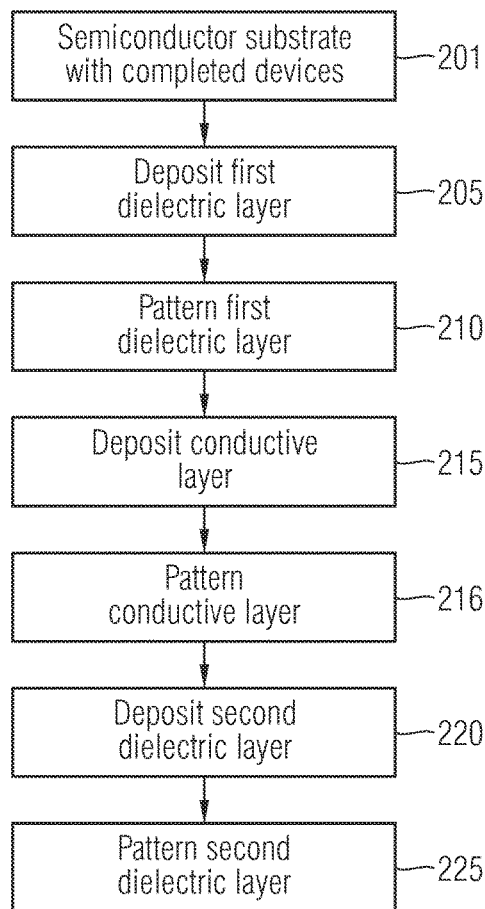 Semiconductor substrate
with completed devices
201
Deposit first
dielectric layer
205
Pattern first
dielectric layer
210
Deposit conductive
layer
215
Pattern
conductive layer
216
Deposit second
dielectric layer
220
Pattern second
dielectric layer
225